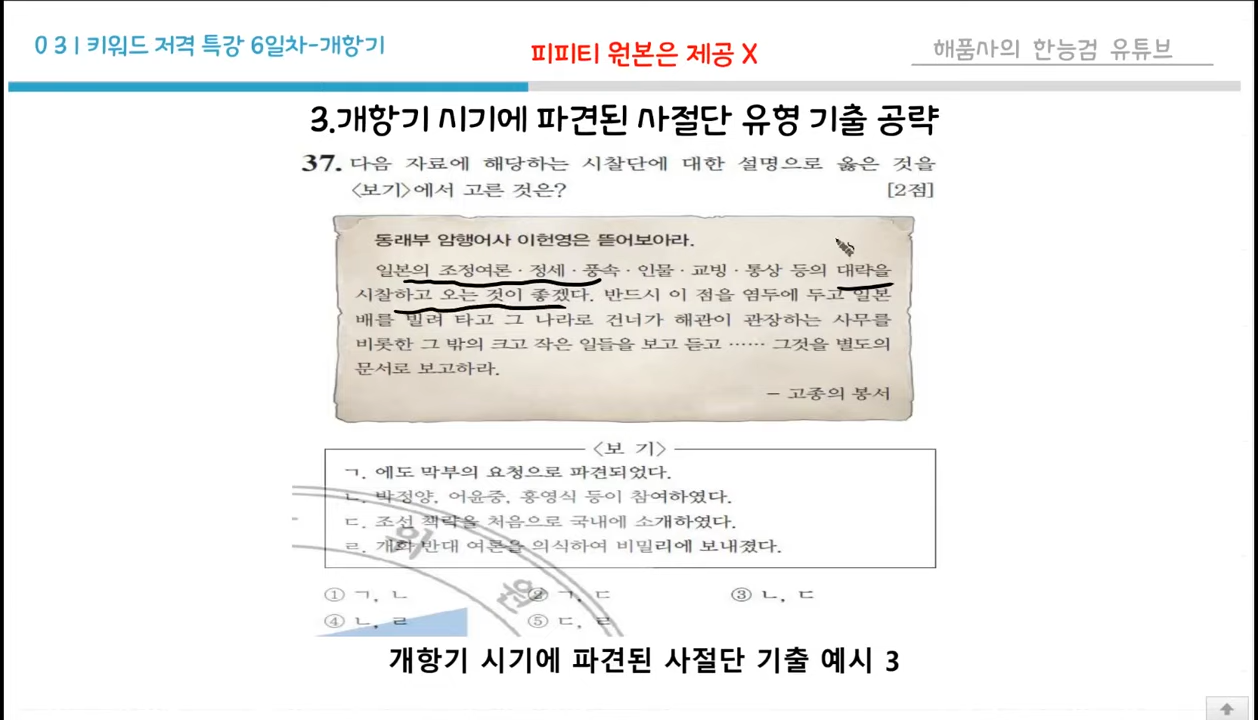 03 | 키워드 저격 특강 6일차-개항기
피피티 원본은 제공 X
해품사의 한능검 유튜브
3.개항기 시기에 파견된 사절단 유형 기출 공략
37. 다음 자료에 해당하는 시찰단에 대한 설명으로 옳은 것을
<보기>에서 고른 것은? [2점]
동래부 암행어사 이헌영은 뜯어보아라.
일본의 조정여론·정세·풍속·인물·교빙·통상 등의 대략을
시찰하고 오는 것이 좋겠다. 반드시 이 점을 염두에 두고 일본
배를 빌려 타고 그 나라로 건너가 해관이 관장하는 사무를
비롯한 그 밖의 크고 작은 일들을 보고 듣고 …… 그것을 별도의
문서로 보고하라.
- 고종의 봉서
<보 기>
ㄱ. 에도 막부의 요청으로 파견되었다.
ㄴ. 박정양, 어윤중, 홍영식 등이 참여하였다.
ㄷ. 조선 책략을 처음으로 국내에 소개하였다.
ㄹ. 개화 반대 여론을 의식하여 비밀리에 보내졌다.
① ㄱ, ㄴ ② ㄱ, ㄷ ③ ㄴ, ㄷ
④ ㄴ, ㄹ ⑤ ㄷ, ㄹ
위
원
개항기 시기에 파견된 사절단 기출 예시 3